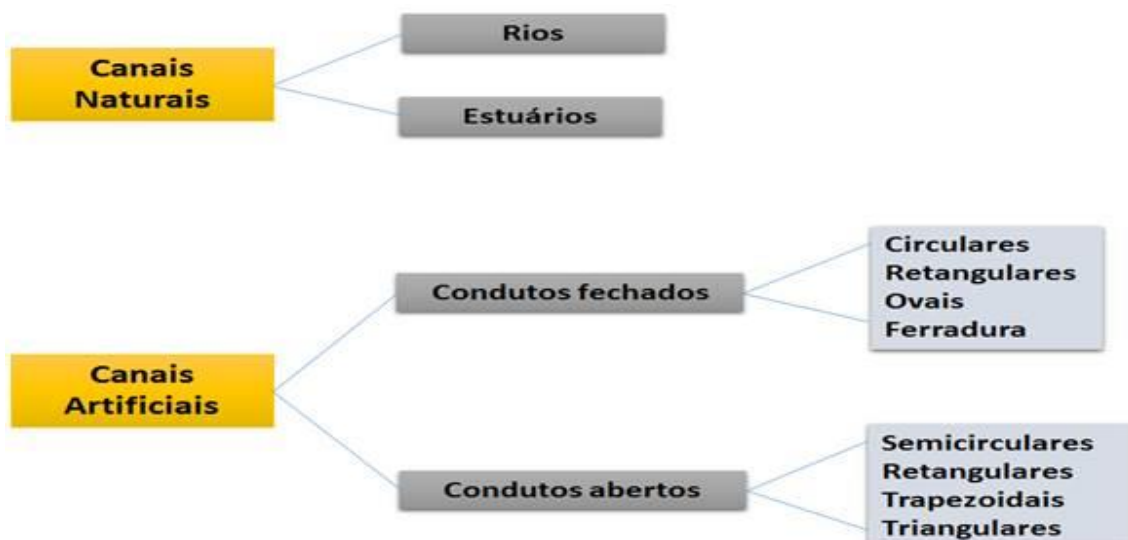 Canais
Naturais
Rios
Estuários
Canais
Artificiais
Condutos fechados
Circulares
Retangulares
Ovais
Ferradura
Condutos abertos
Semicirculares
Retangulares
Trapezoidais
Triangulares